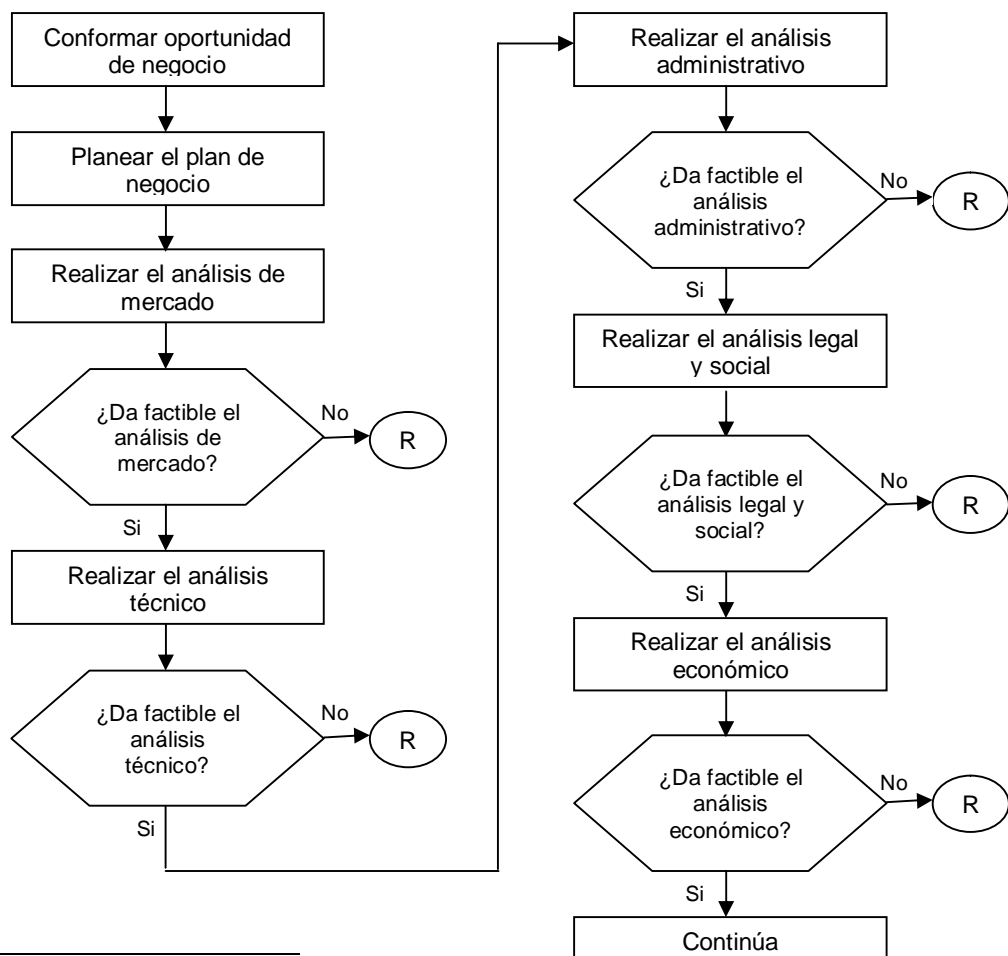 Conformar oportunidad
de negocio
Planear el plan de
negocio
Realizar el análisis de
mercado
¿Da factible el
análisis de
mercado?
No
R
Si
Realizar el análisis
técnico
¿Da factible el
análisis
técnico?
No
R
Si
Realizar el análisis
administrativo
¿Da factible el
análisis
administrativo?
No
R
Si
Realizar el análisis legal
y social
¿Da factible el
análisis legal y
social?
No
R
Si
Realizar el análisis
económico
¿Da factible el
análisis
económico?
No
R
Si
Continúa